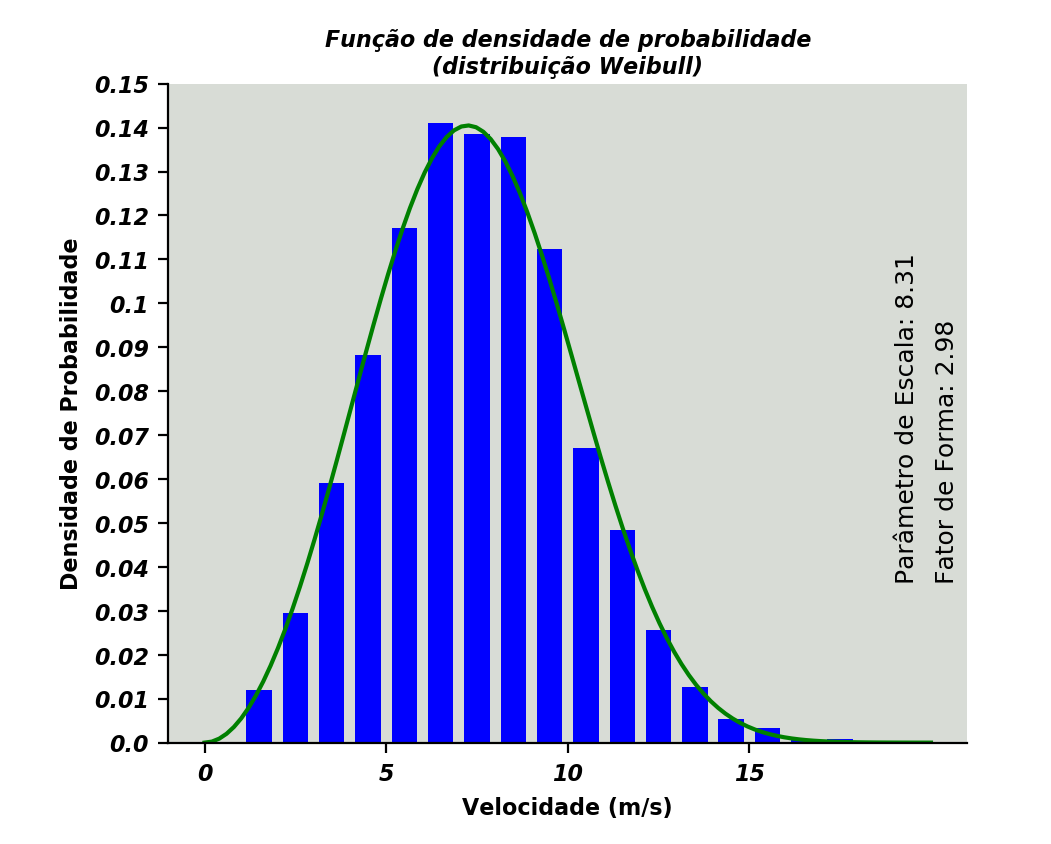 Função de densidade de probabilidade
(distribuição Weibull)
0.15
0.14
0.13
0.12
0.11
0.1
0.09
0.08
0.07
0.06
0.05
0.04
0.03
0.02
0.01
0.0
Densidade de Probabilidade
Parâmetro de Escala: 8.31
Fator de Forma: 2.98
0 5 10 15
Velocidade (m/s)